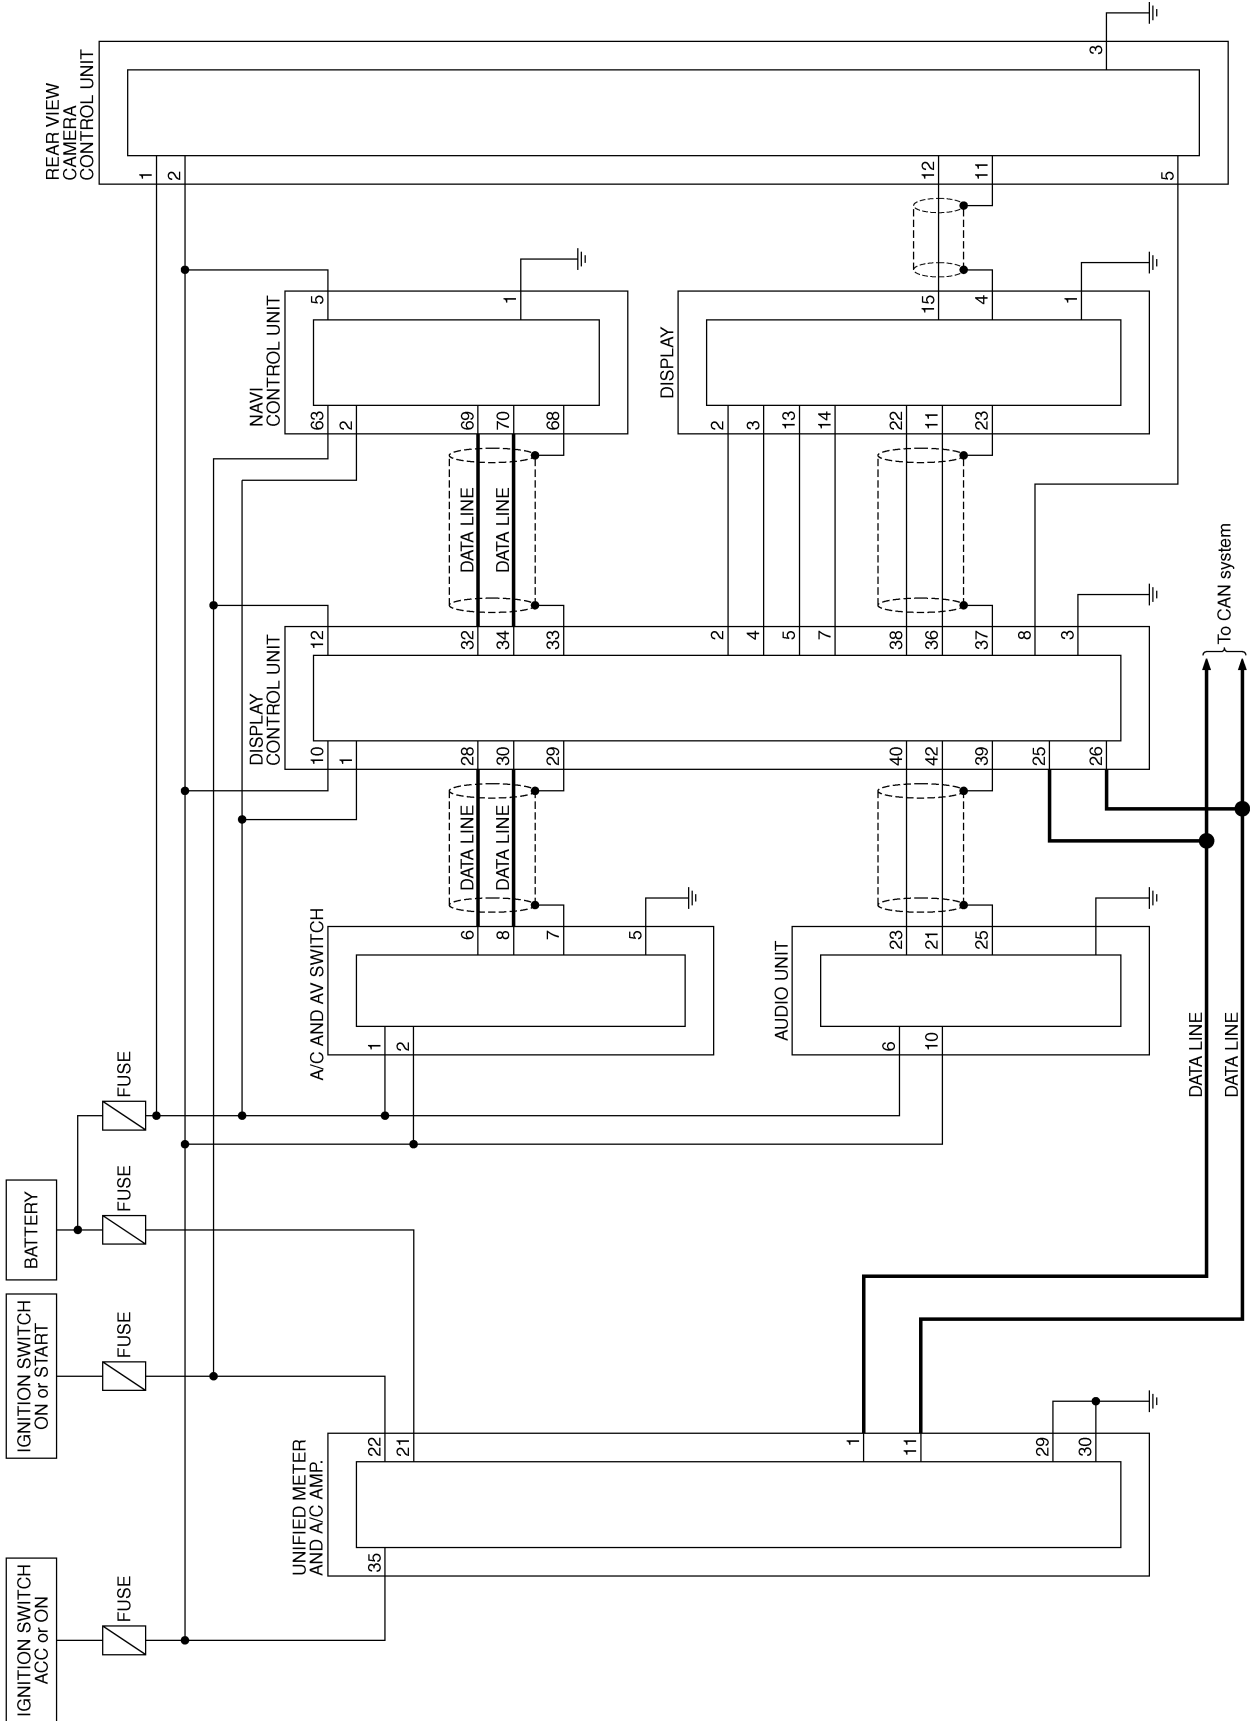 REAR VIEW
CAMERA
CONTROL UNIT
3
1
2
12
11
5
NAVI
CONTROL UNIT
5
1
63
2
69
70
68
DISPLAY
15
4
1
2
3
13
14
22
11
23
DATA LINE
DATA LINE
To CAN system
DISPLAY
CONTROL UNIT
12
32
34
33
2
4
5
7
38
36
37
8
3
10
1
28
30
29
40
42
39
25
26
DATA LINE
DATA LINE
A/C AND AV SWITCH
6
8
7
5
1
2
AUDIO UNIT
23
21
25
6
10
DATA LINE
DATA LINE
FUSE
BATTERY
FUSE
IGNITION SWITCH
ON or START
FUSE
UNIFIED METER
AND A/C AMP.
22
21
1
11
29
30
35
IGNITION SWITCH
ACC or ON
FUSE